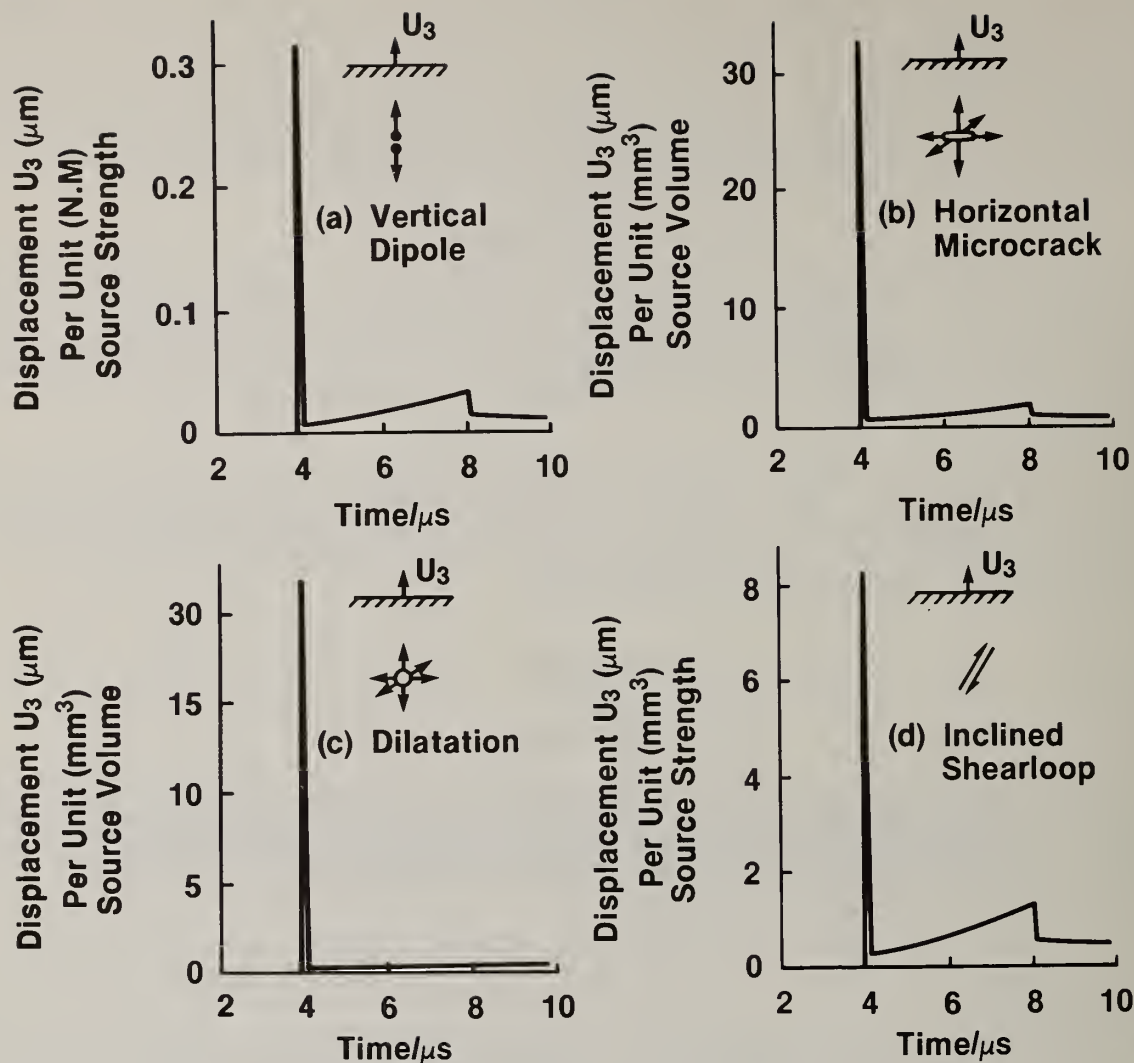 Displacement U3 (μm)
Per Unit (N.M)
Source Strength
0.3
0.2
0.1
0
2 4 6 8 10
Time/μs
U3
(a) Vertical
Dipole
Displacement U3 (μm)
Per Unit (mm3)
Source Volume
30
20
10
0
2 4 6 8 10
Time/μs
U3
(b) Horizontal
Microcrack
Displacement U3 (μm)
Per Unit (mm3)
Source Volume
30
15
10
5
0
2 4 6 8 10
Time/μs
U3
(c) Dilatation
Displacement U3 (μm)
Per Unit (mm3)
Source Strength
8
6
4
2
0
2 4 6 8 10
Time/μs
U3
(d) Inclined
Shearloop